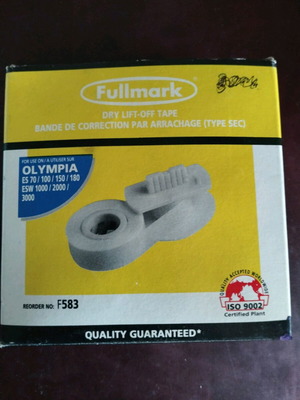 Fullmark
DRY LIFT-OFF TAPE
BANDE DE CORRECTION PAR ARRACHAGE (TYPE SEC)
FOR USE ON / A UTILISER SUR
OLYMPIA
ES 70 / 100 / 150 / 180
ESW 1000 / 2000 /
3000
REORDER NO: F583
QUALITY ACCEPTED WORLDWIDE
ISO 9002
Certified Plant
QUALITY GUARANTEED*